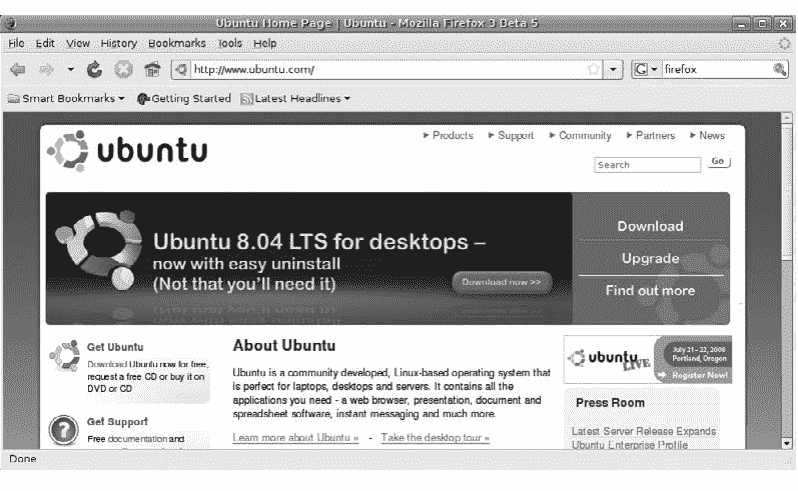 Ubuntu Home Page | Ubuntu - Mozilla Firefox 3 Beta 5
File Edit View History Bookmarks Tools Help
http://www.ubuntu.com/
G firefox
Smart Bookmarks Getting Started Latest Headlines
ubuntu
Products Support Community Partners News
Search Go
Ubuntu 8.04 LTS for desktops –
now with easy uninstall
(Not that you'll need it)
Download now >>
Download
Upgrade
Find out more
Get Ubuntu
Download Ubuntu now for free,
request a free CD or buy it on
DVD or CD
Get Support
Free documentation and
About Ubuntu
Ubuntu is a community developed, Linux-based operating system that
is perfect for laptops, desktops and servers. It contains all the
applications you need - a web browser, presentation, document and
spreadsheet software, instant messaging and much more.
Learn more about Ubuntu » - Take the desktop tour »
ubuntu LIVE
July 21–22, 2008
Portland, Oregon
Register Now!
Press Room
Latest Server Release Expands
Ubuntu Enterprise Profile
Done